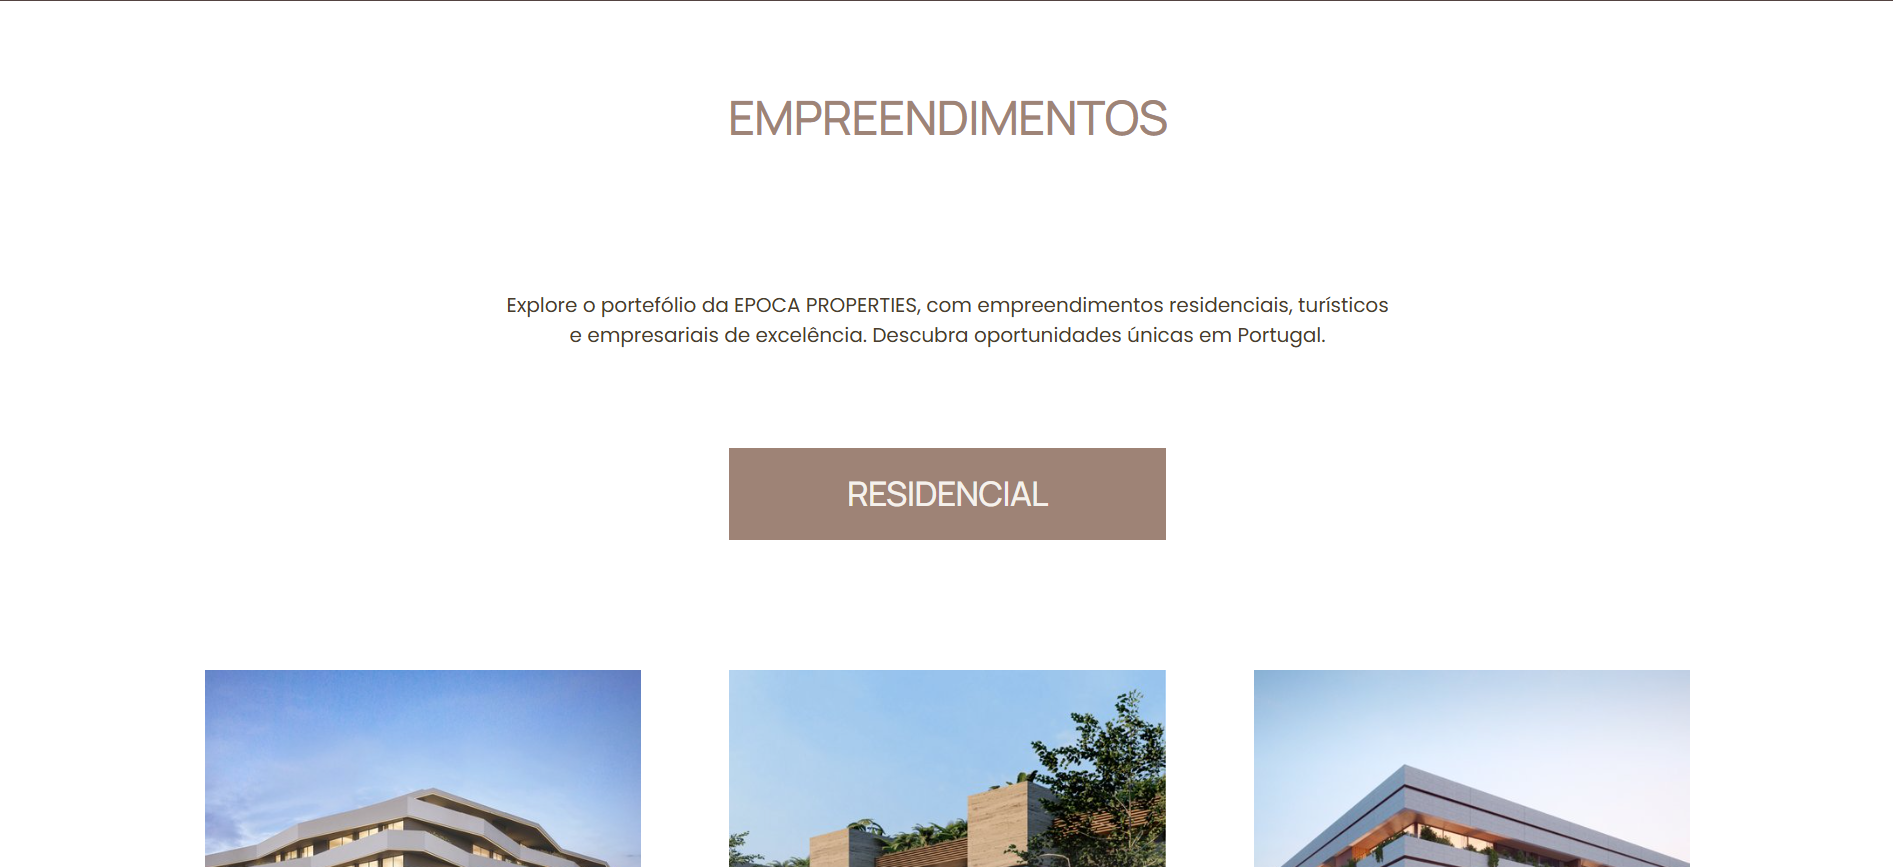 EMPREENDIMENTOS
Explore o portefólio da EPOCA PROPERTIES, com empreendimentos residenciais, turísticos
e empresariais de excelência. Descubra oportunidades únicas em Portugal.
RESIDENCIAL